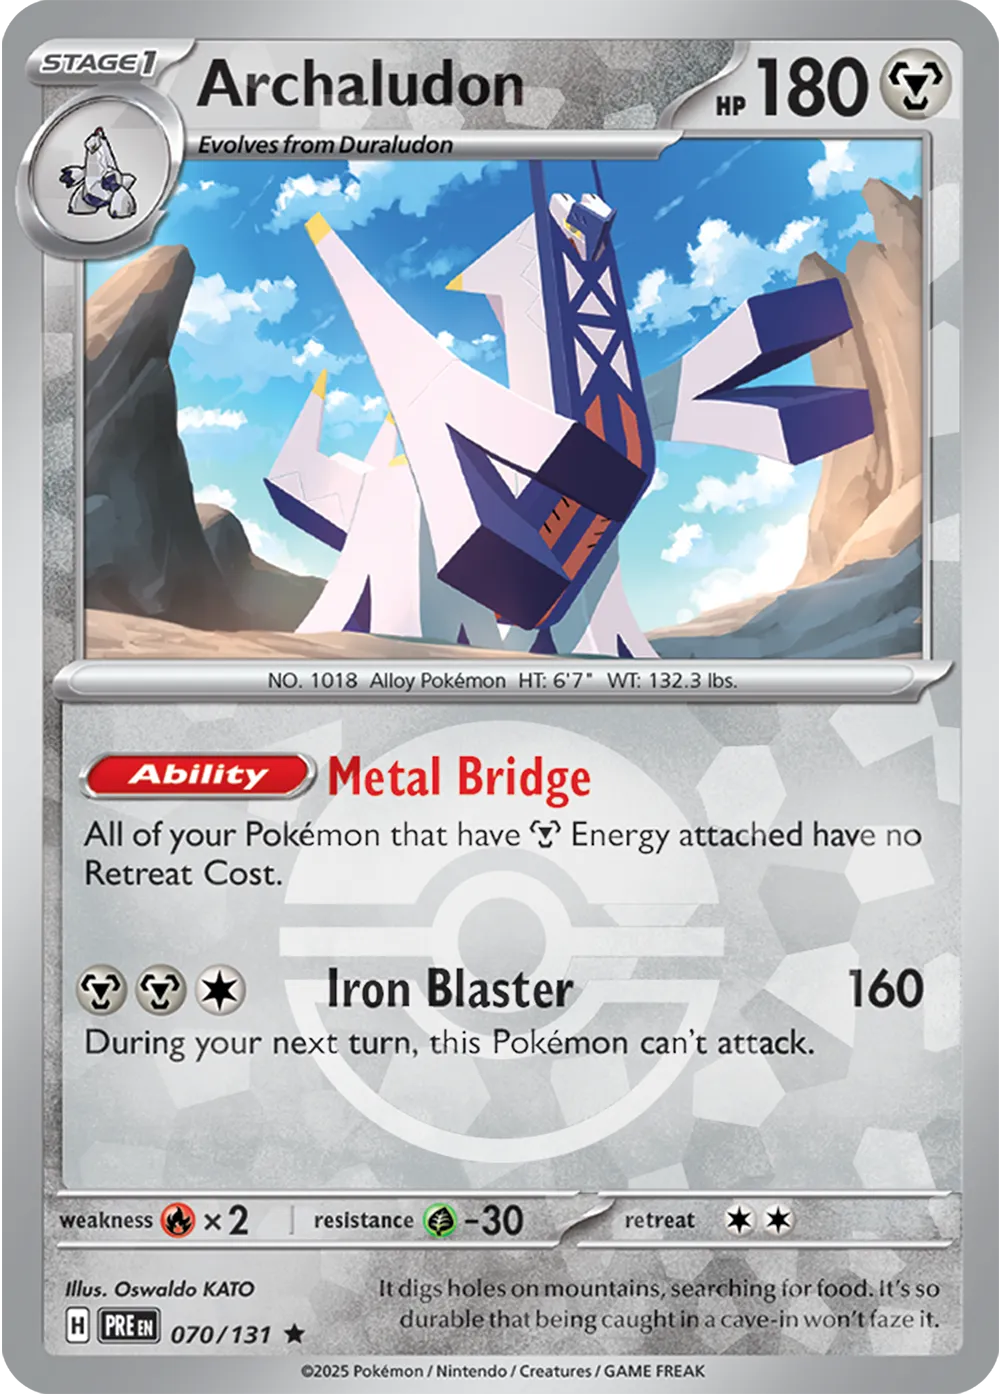 STAGE 1
Archaludon
HP 180
Evolves from Duraludon
NO. 1018 Alloy Pokémon HT: 6'7" WT: 132.3 lbs.
Ability Metal Bridge
All of your Pokémon that have Energy attached have no
Retreat Cost.
Iron Blaster 160
During your next turn, this Pokémon can't attack.
weakness ×2 resistance -30 retreat
Illus. Oswaldo KATO
It digs holes on mountains, searching for food. It's so
durable that being caught in a cave-in won't faze it.
H PRE EN 070/131 ★
©2025 Pokémon / Nintendo / Creatures / GAME FREAK